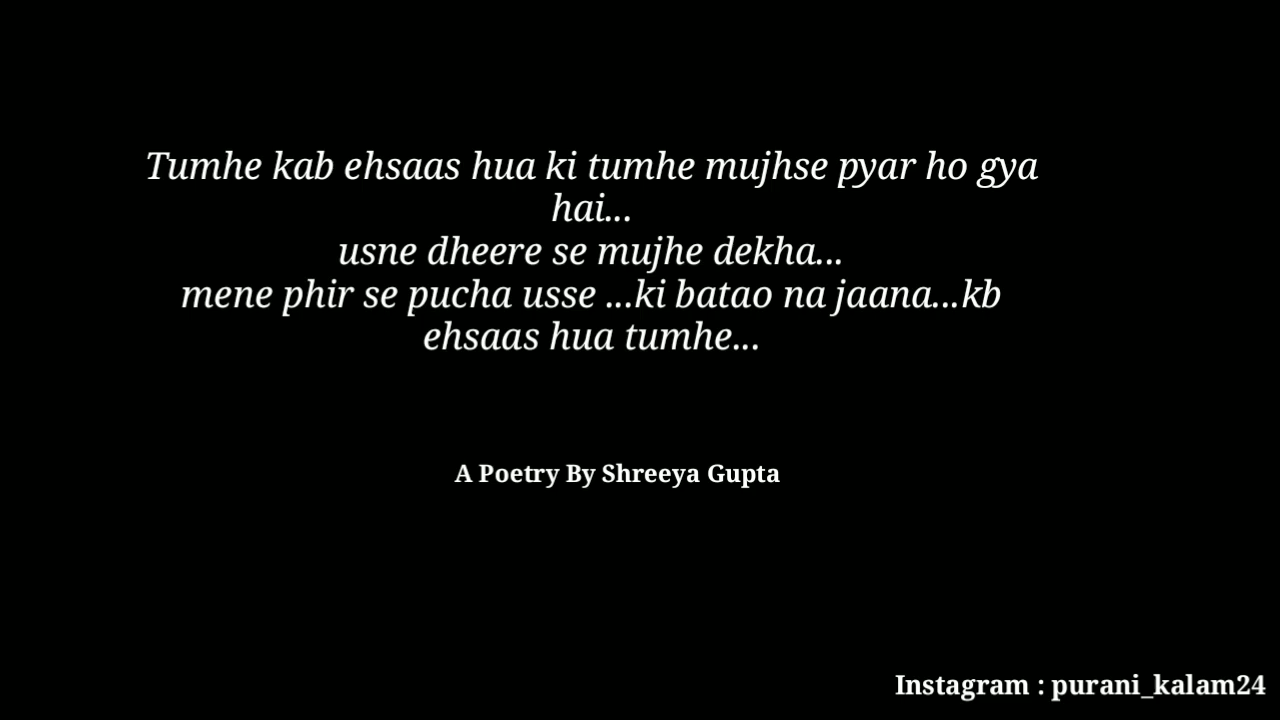 Tumhe kab ehsaas hua ki tumhe mujhse pyar ho gya
hai...
usne dheere se mujhe dekha...
mene phir se pucha usse ...ki batao na jaana...kb
ehsaas hua tumhe...
A Poetry By Shreeya Gupta
Instagram : purani_kalam24